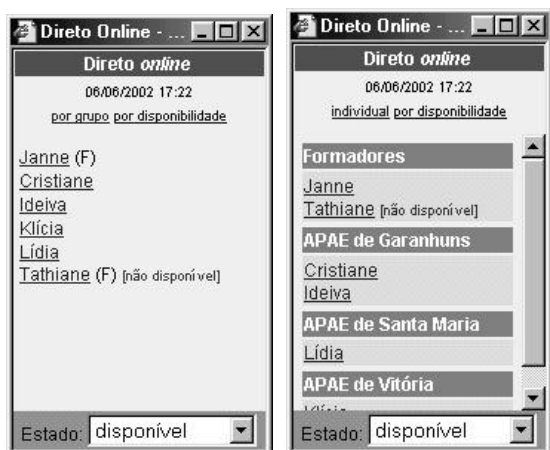 Direto Online - ...
Direto online
06/06/2002 17:22
por grupo por disponibilidade
Janne (F)
Cristiane
Ideiva
Klícia
Lídia
Tathiane (F) [não disponível]
Estado: disponível
Direto Online - ...
Direto online
06/06/2002 17:22
individual por disponibilidade
Formadores
Janne
Tathiane [não disponível]
APAE de Garanhuns
Cristiane
Ideiva
APAE de Santa Maria
Lídia
APAE de Vitória
Estado: disponível